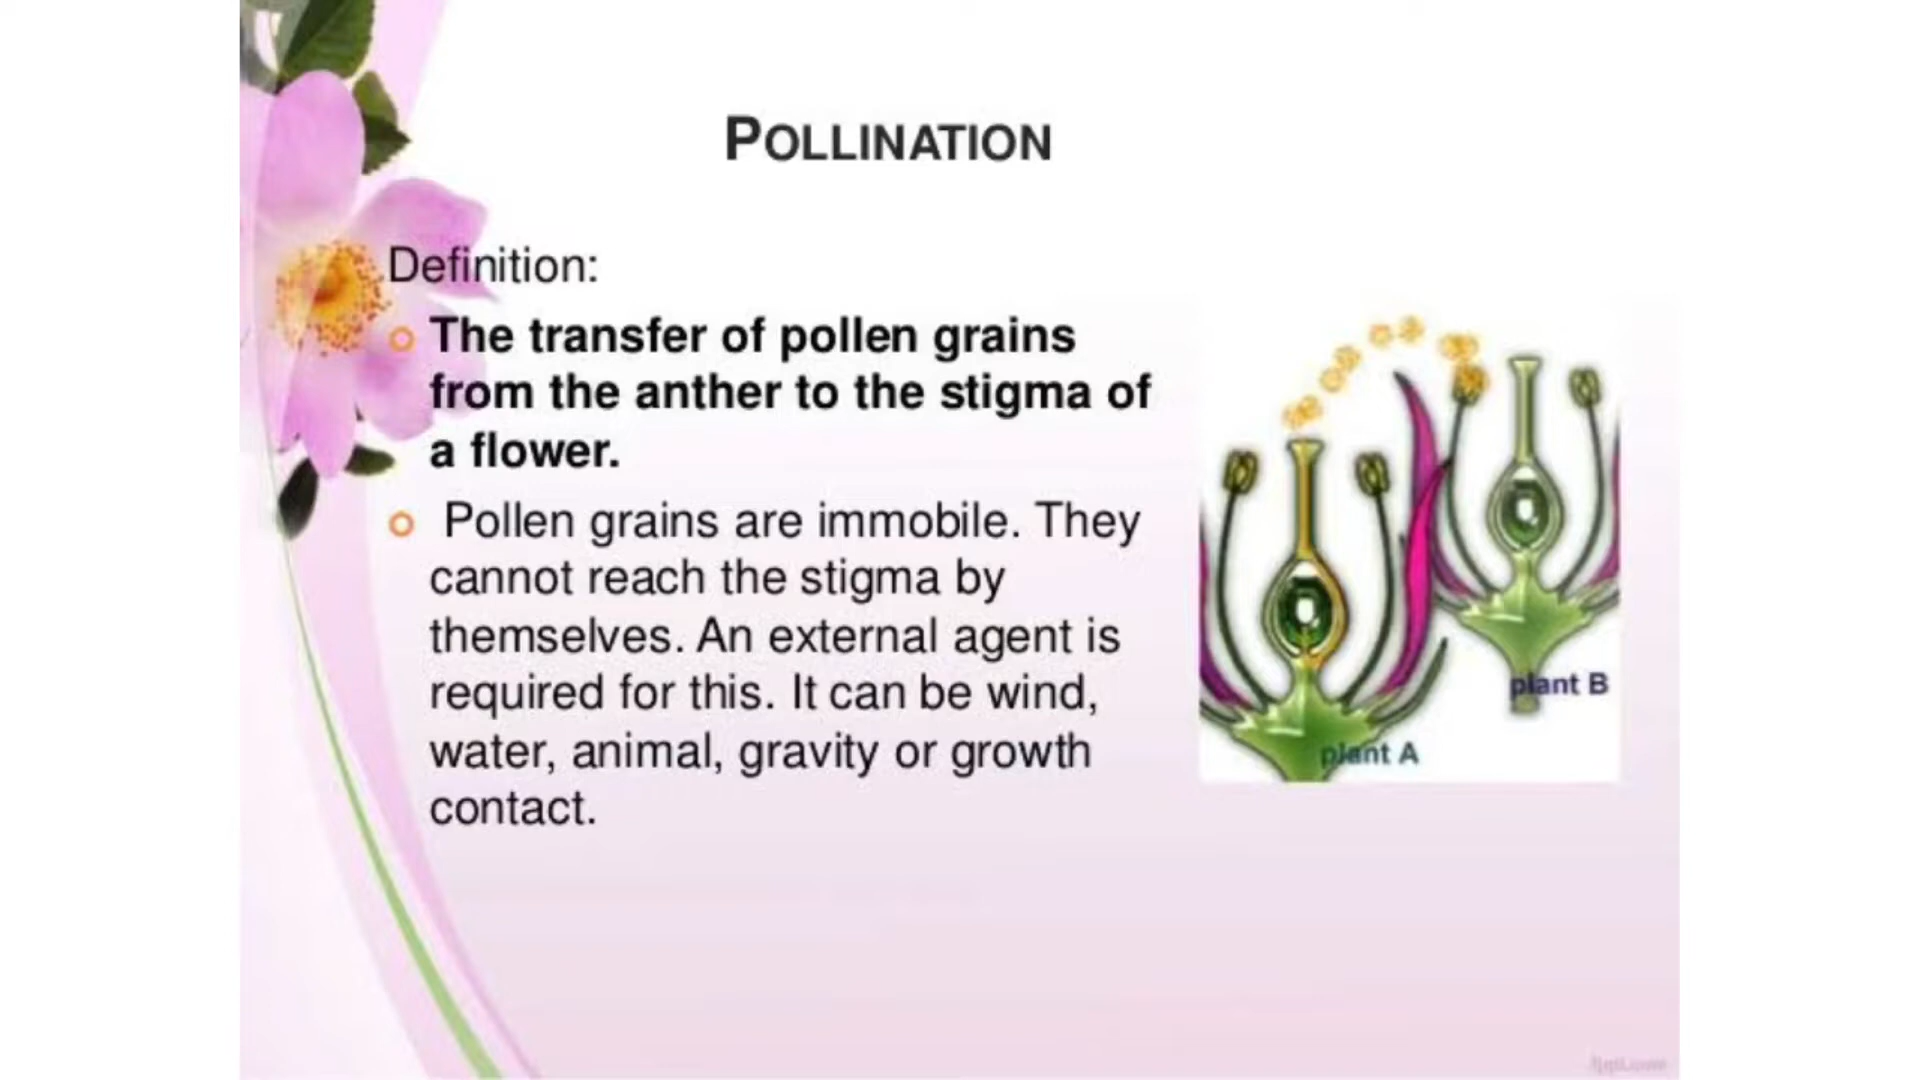 POLLINATION
Definition:
The transfer of pollen grains
from the anther to the stigma of
a flower.
Pollen grains are immobile. They
cannot reach the stigma by
themselves. An external agent is
required for this. It can be wind,
water, animal, gravity or growth
contact.
plant B
plant A